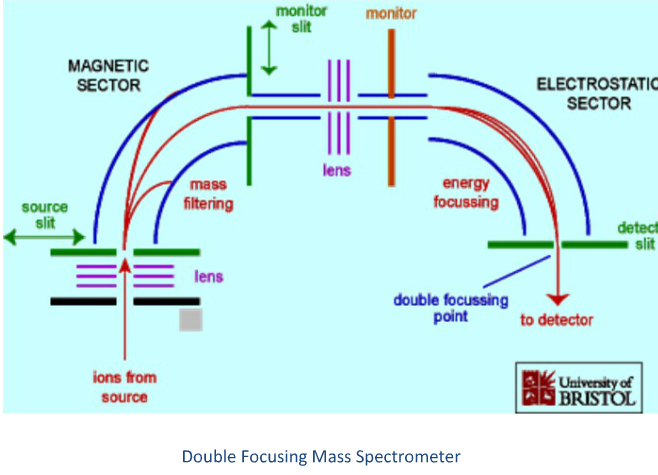 monitor
slit
monitor
MAGNETIC
SECTOR
ELECTROSTATIC
SECTOR
lens
mass
filtering
energy
focussing
source
slit
detect
slit
lens
double focussing
point
to detector
ions from
source
University of
BRISTOL
Double Focusing Mass Spectrometer